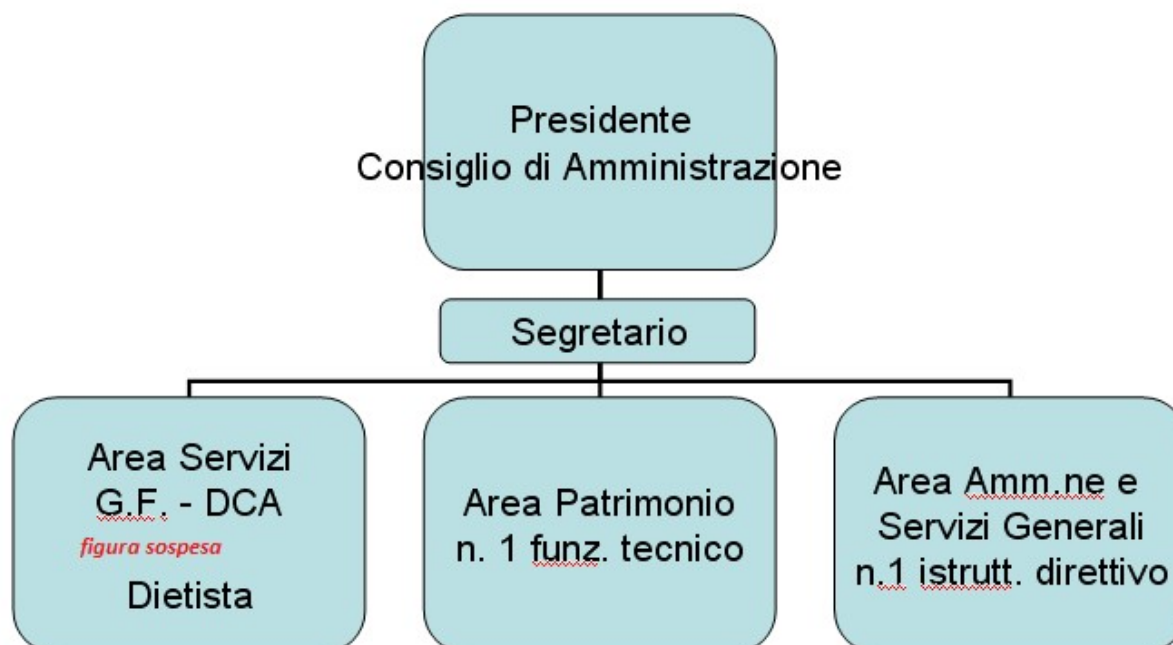 Presidente
Consiglio di Amministrazione
Segretario
Area Servizi
G.F. - DCA
figura sospesa
Dietista
Area Patrimonio
n. 1 funz. tecnico
Area Amm.ne e
Servizi Generali
n.1 istrutt. direttivo